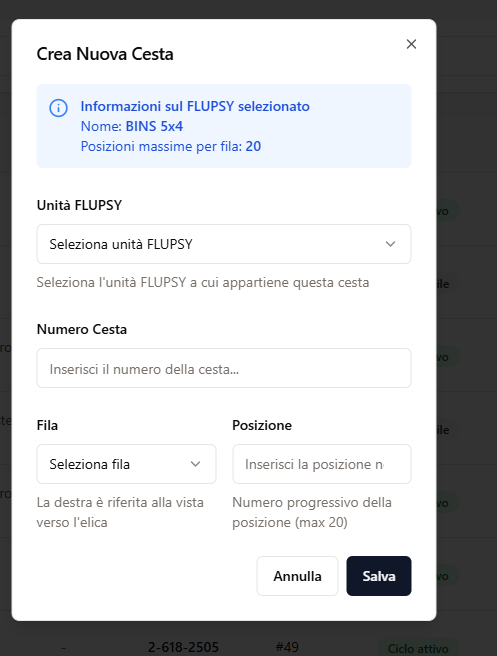 Crea Nuova Cesta
Informazioni sul FLUPSY selezionato
Nome: BINS 5x4
Posizioni massime per fila: 20
Unità FLUPSY
Seleziona unità FLUPSY
Seleziona l'unità FLUPSY a cui appartiene questa cesta
Numero Cesta
Inserisci il numero della cesta...
Fila
Posizione
Seleziona fila
Inserisci la posizione n
La destra è riferita alla vista
verso l'elica
Numero progressivo della
posizione (max 20)
Annulla
Salva
- 2-618-2505 #49 Ciclo attivo